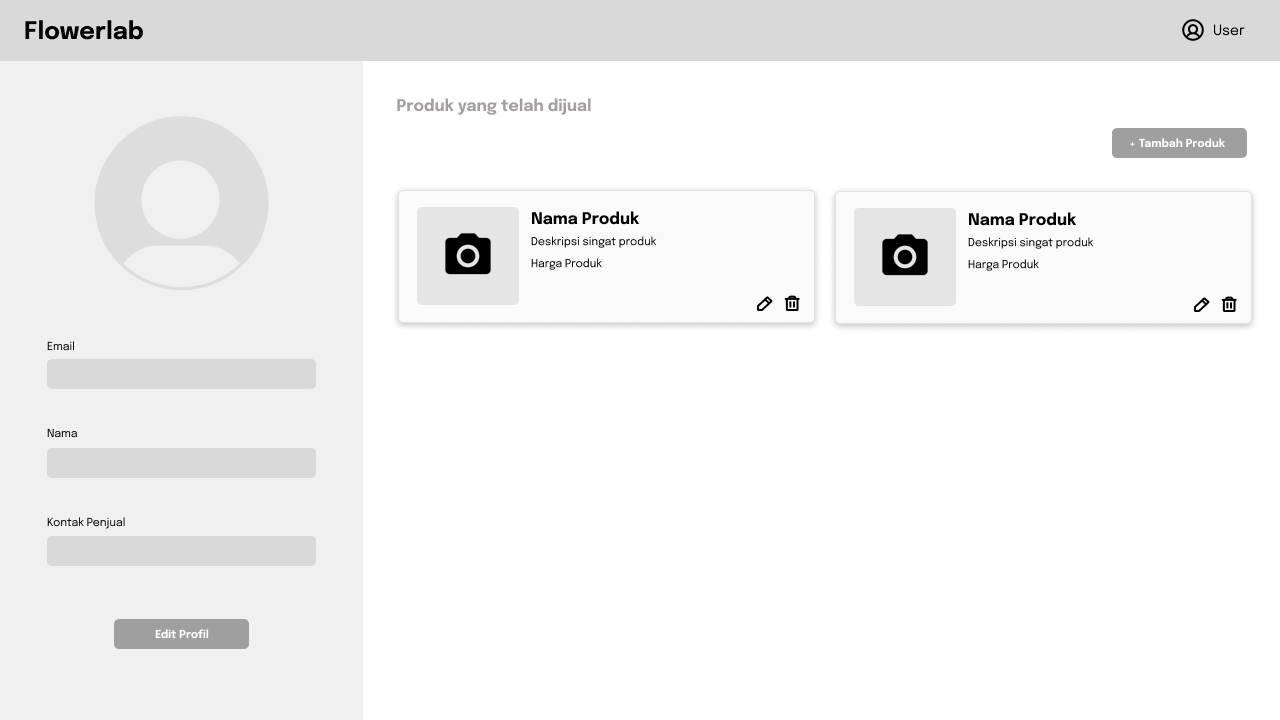 Flowerlab
User
Email
Nama
Kontak Penjual
Edit Profil
Produk yang telah dijual
+ Tambah Produk
Nama Produk
Deskripsi singat produk
Harga Produk
Nama Produk
Deskripsi singat produk
Harga Produk